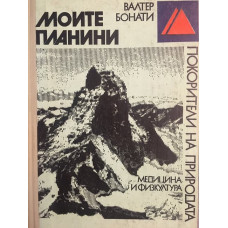 ВАЛТЕР
БОНАТИ
МОИТЕ
ПЛАНИНИ
ПОКОРИТЕЛИ НА ПРИРОДАТА
МЕДИЦИНА
И ФИЗКУЛТУРА